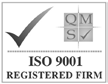 QMS
ISO 9001
REGISTERED FIRM